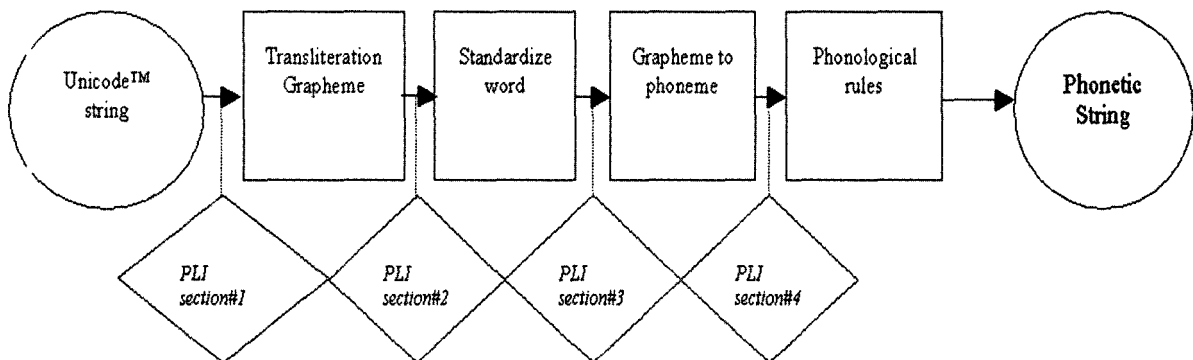 Unicode™
string
Transliteration
Grapheme
Standardize
word
Grapheme to
phoneme
Phonological
rules
Phonetic
String
PLI
section#1
PLI
section#2
PLI
section#3
PLI
section#4